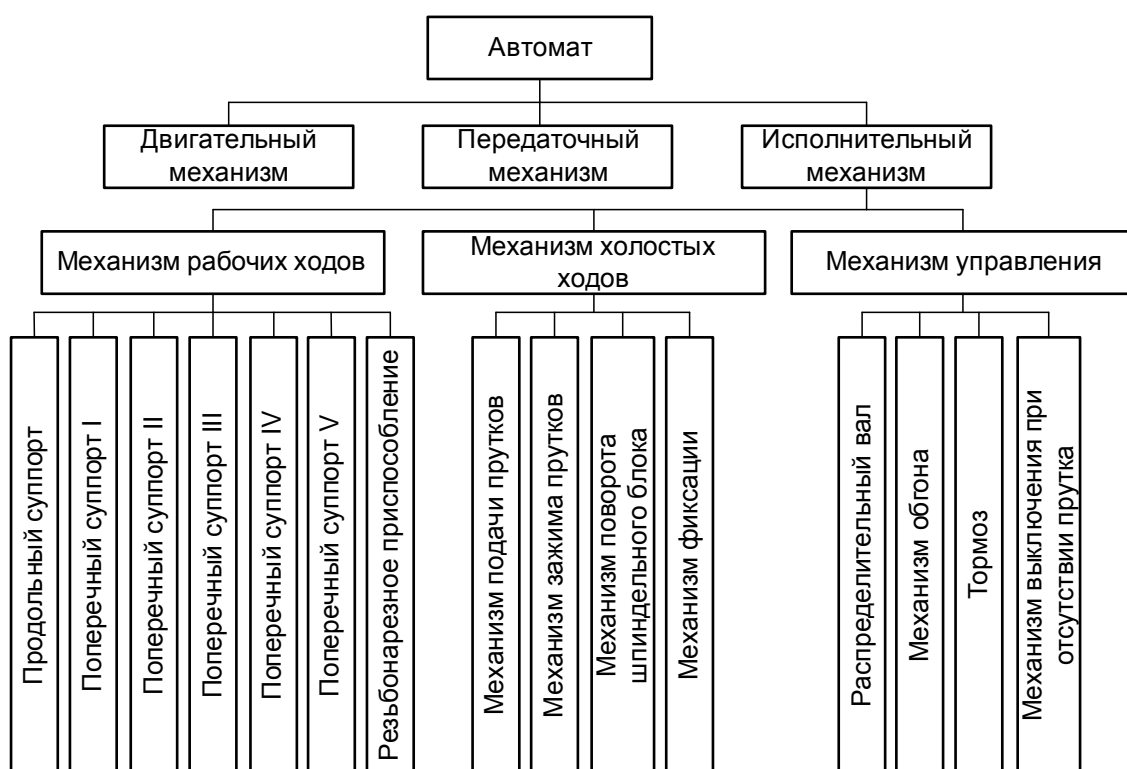 Автомат
Двигательный
механизм
Передаточный
механизм
Исполнительный
механизм
Механизм рабочих ходов
Механизм холостых
ходов
Механизм управления
Продольный суппорт
Поперечный суппорт I
Поперечный суппорт II
Поперечный суппорт III
Поперечный суппорт IV
Поперечный суппорт V
Резьбонарезное приспособление
Механизм подачи прутков
Механизм зажима прутков
Механизм поворота
шпиндельного блока
Механизм фиксации
Распределительный вал
Механизм обгона
Тормоз
Механизм выключения при
отсутствии прутка